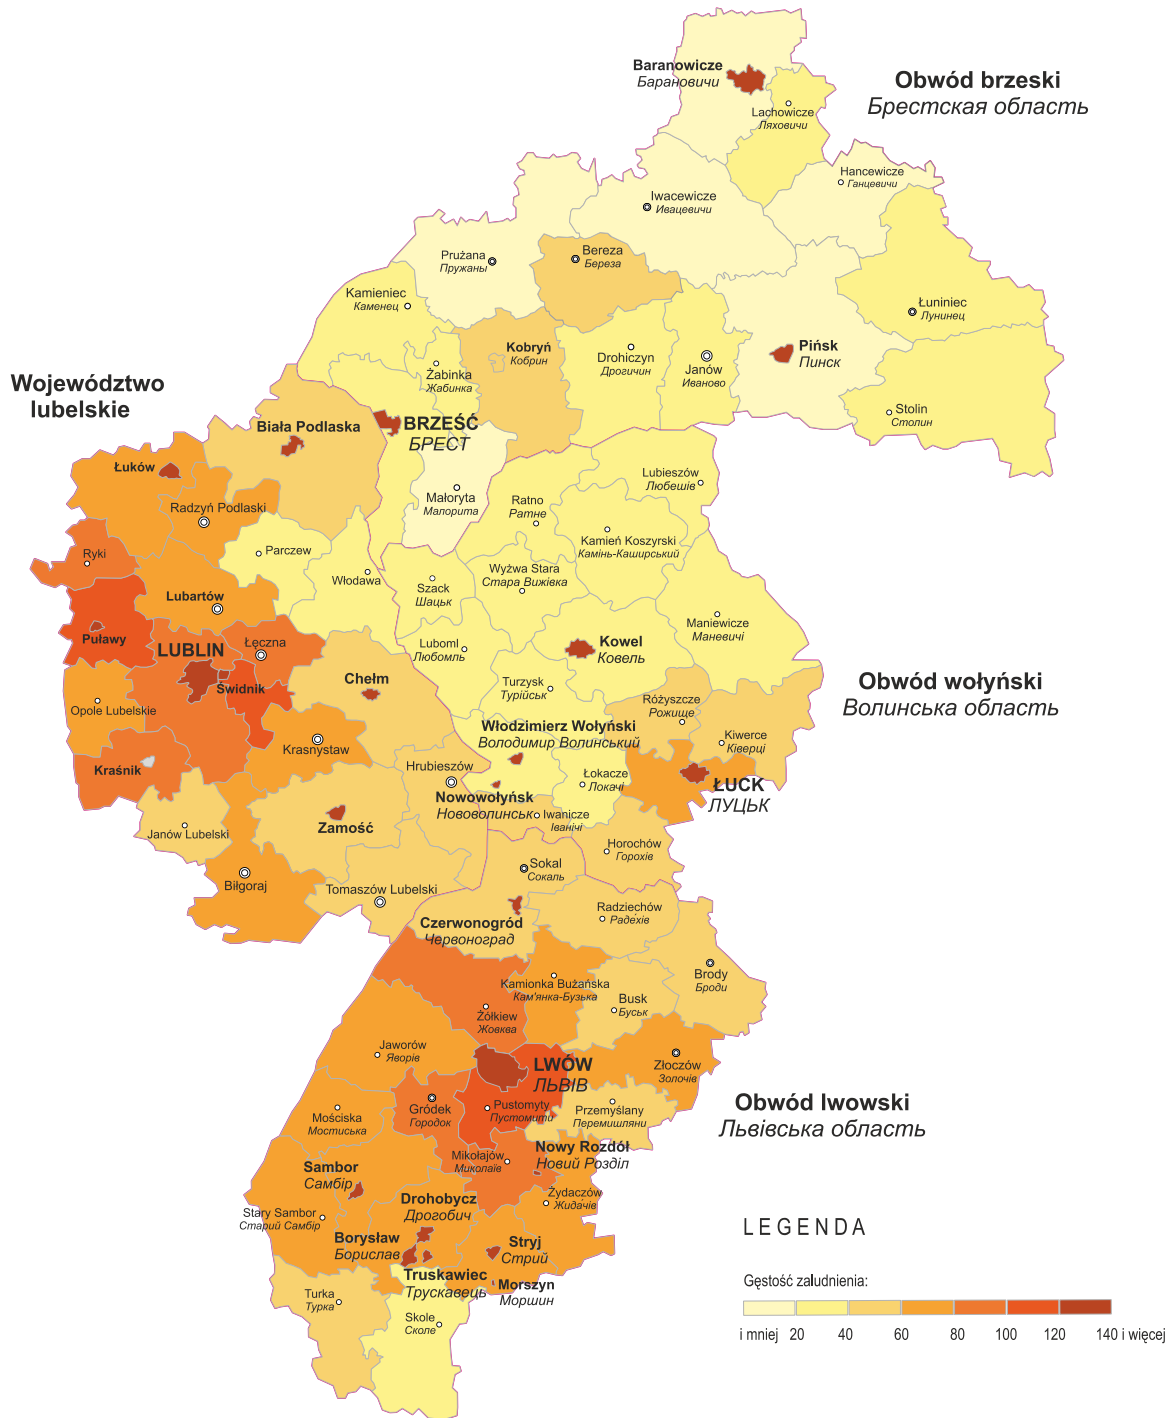 Baranowicze
Барановичи
Obwód brzeski
Брестская область
Lachowicze
Ляховичи
Hancewicze
Ганцевичи
Iwacewicze
Ивацевичи
Prużana
Пружаны
Bereza
Береза
Kamieniec
Каменец
Łuniniec
Лунинец
Kobryń
Кобрин
Żabinka
Жабинка
Drohiczyn
Дрогичин
Janów
Иваново
Pińsk
Пинск
Stolin
Столин
Województwo
lubelskie
Biała Podlaska
BRZEŚĆ
БРЕСТ
Łuków
Radzyń Podlaski
Małoryta
Малорита
Lubieszów
Любешів
Ratno
Ратне
Kamień Koszyrski
Камінь-Каширський
Ryki
Parczew
Włodawa
Szack
Шацьк
Wyżwa Stara
Стара Вижівка
Lubartów
Maniewicze
Маневичі
Puławy
LUBLIN
Łęczna
Luboml
Любомль
Kowel
Ковель
Świdnik
Chełm
Turzysk
Турійськ
Obwód wołyński
Волинська область
Opole Lubelskie
Różyszcze
Рожище
Kiwerce
Ківерці
Krasnystaw
Włodzimierz Wołyński
Володимир Волинський
Kraśnik
Hrubieszów
Łokacze
Локачі
ŁUCK
ЛУЦЬК
Nowowołyńsk
Нововолинськ
Iwanicze
Іванічі
Janów Lubelski
Zamość
Horochów
Горохів
Biłgoraj
Tomaszów Lubelski
Sokal
Сокаль
Czerwonogród
Червоноград
Radziechów
Радехів
Brody
Броди
Kamionka Bużańska
Кам'янка-Бузька
Busk
Буськ
Żółkiew
Жовква
Jaworów
Яворів
LWÓW
ЛЬВІВ
Złoczów
Золочів
Gródek
Городок
Pustomyty
Пустомити
Przemyślany
Перемишляни
Obwód lwowski
Львівська область
Mościska
Мостиська
Mikołajów
Миколаїв
Nowy Rozdół
Новий Розділ
Sambor
Самбір
Drohobycz
Дрогобич
Żydaczów
Жидачів
Stary Sambor
Старий Самбір
Borysław
Борислав
Stryj
Стрий
Truskawiec
Трускавець
Morszyn
Моршин
Turka
Турка
Skole
Сколе
LEGENDA
Gęstość zaludnienia:
i mniej 20 40 60 80 100 120 140 i więcej